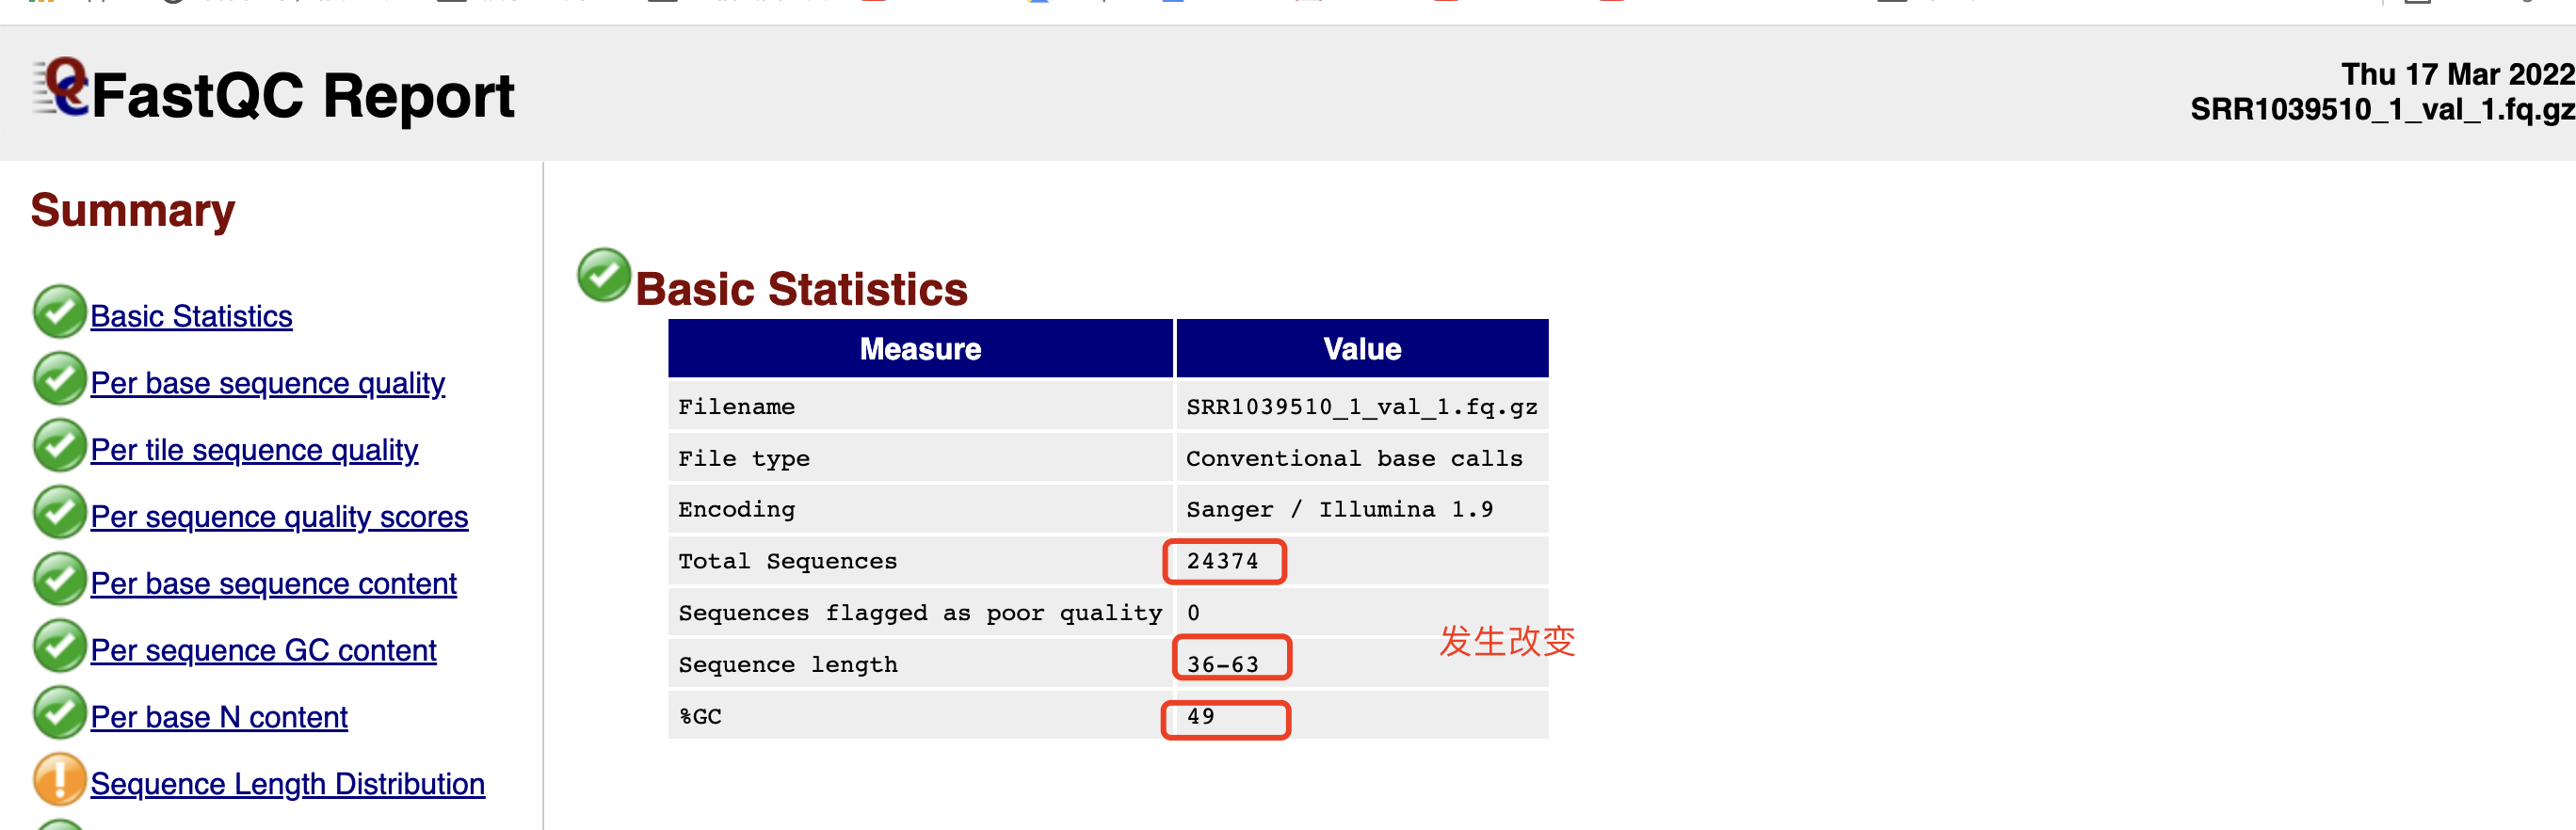 FastQC Report
Thu 17 Mar 2022
SRR1039510_1_val_1.fq.gz
Summary
Basic Statistics
Per base sequence quality
Per tile sequence quality
Per sequence quality scores
Per base sequence content
Per sequence GC content
Per base N content
Sequence Length Distribution
Basic Statistics
Measure Value
Filename SRR1039510_1_val_1.fq.gz
File type Conventional base calls
Encoding Sanger / Illumina 1.9
Total Sequences 24374
Sequences flagged as poor quality 0
发生改变
Sequence length 36-63
%GC 49